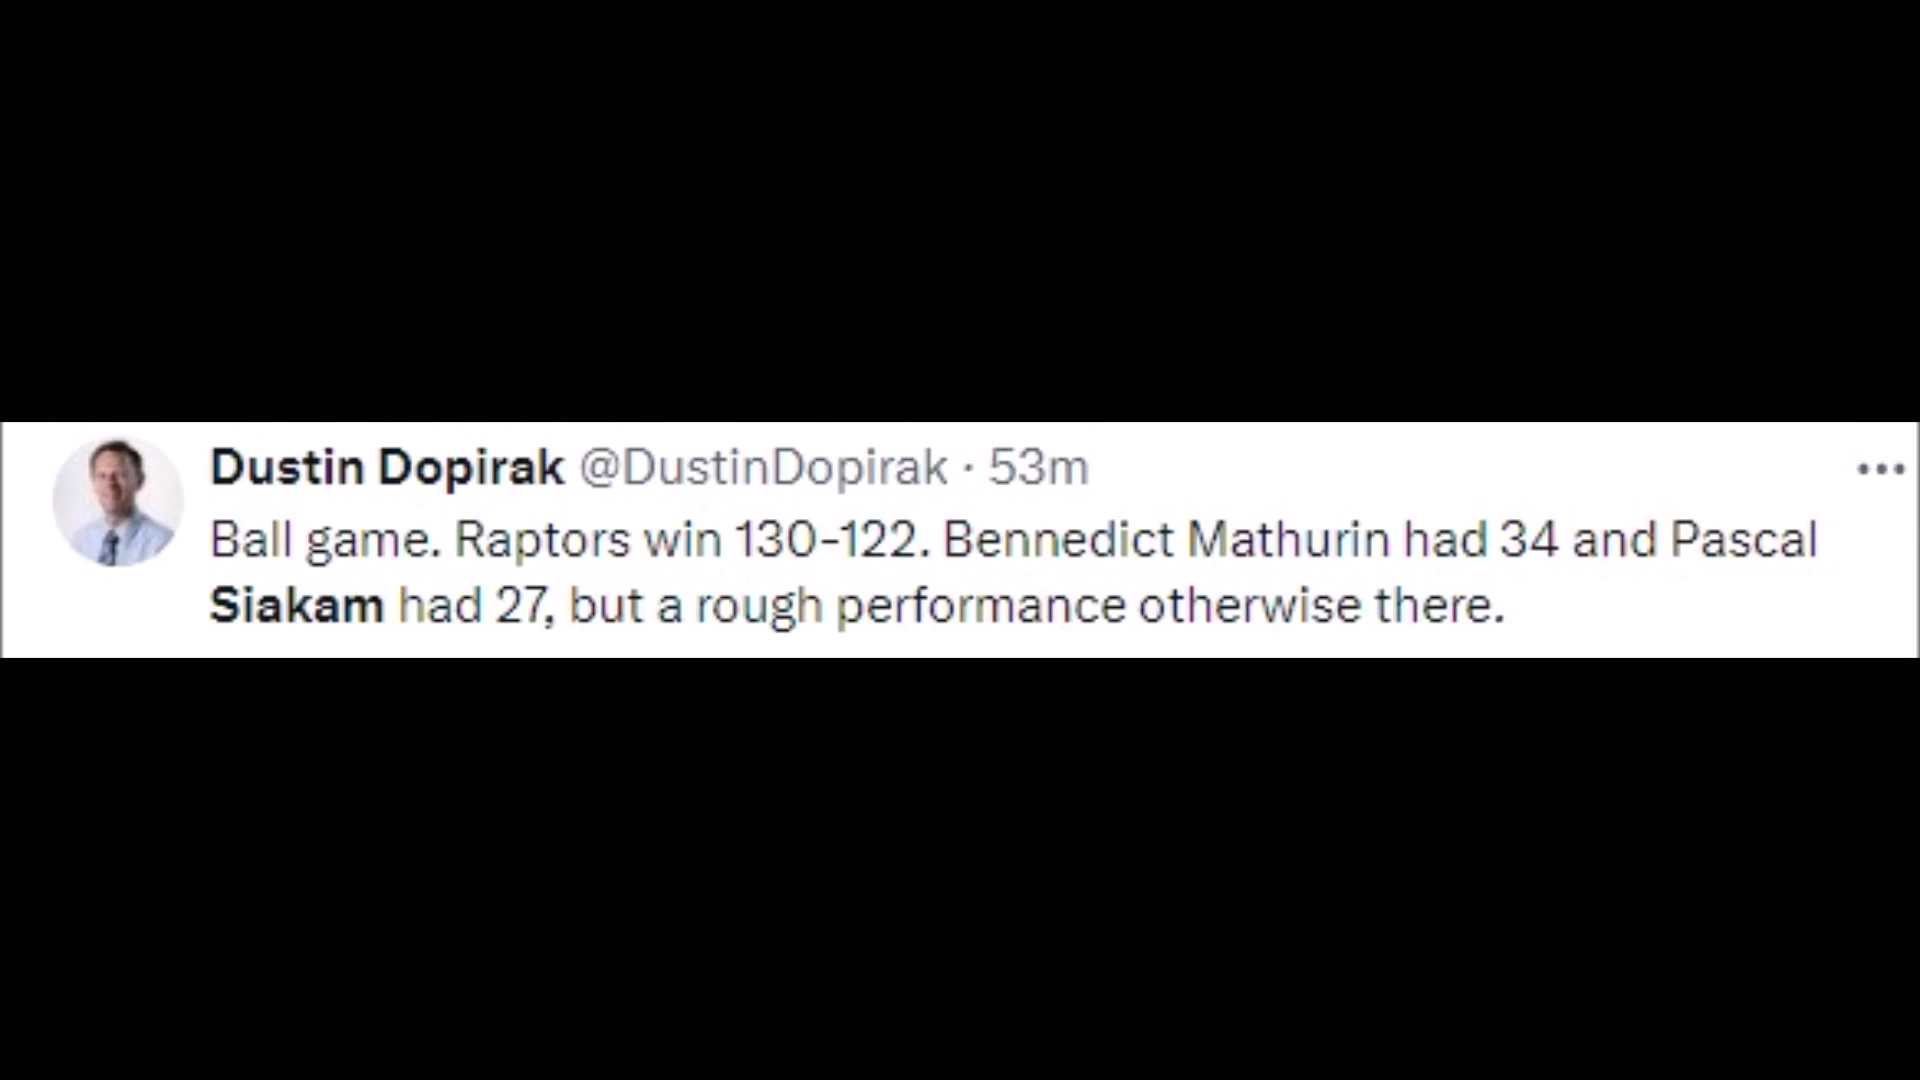 Dustin Dopirak @DustinDopirak · 53m
Ball game. Raptors win 130-122. Bennedict Mathurin had 34 and Pascal
Siakam had 27, but a rough performance otherwise there.